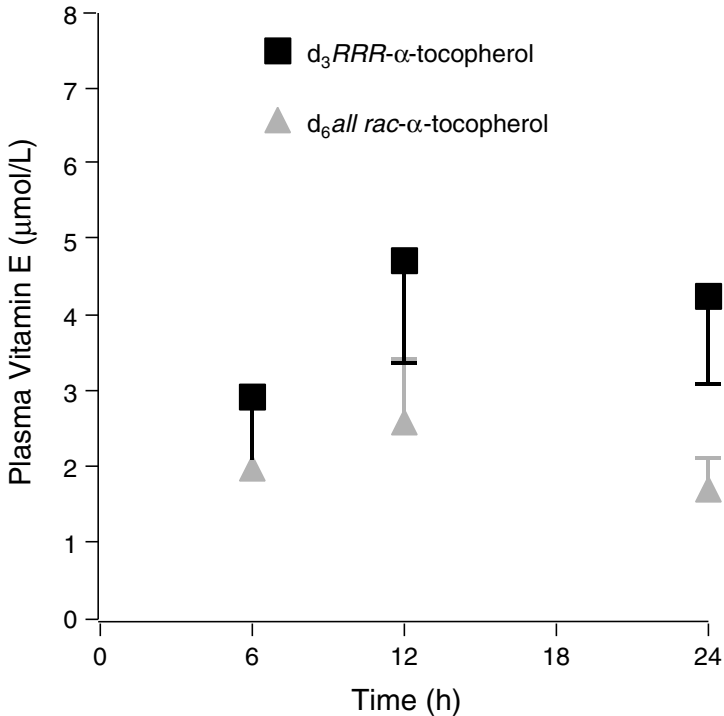 8
d₃RRR-α-tocopherol
7
d₆all rac-α-tocopherol
6
5
4
3
2
1
0
Plasma Vitamin E (μmol/L)
0 6 12 18 24
Time (h)